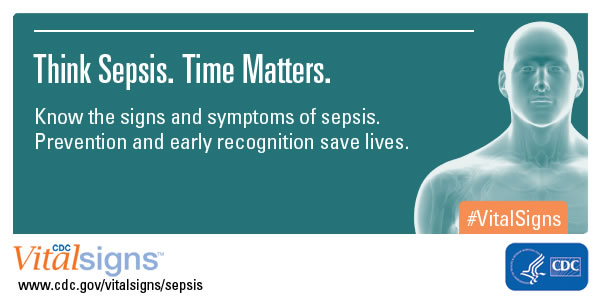 Think Sepsis. Time Matters.
Know the signs and symptoms of sepsis.
Prevention and early recognition save lives.
#VitalSigns
CDC
Vitalsigns™
www.cdc.gov/vitalsigns/sepsis
CDC